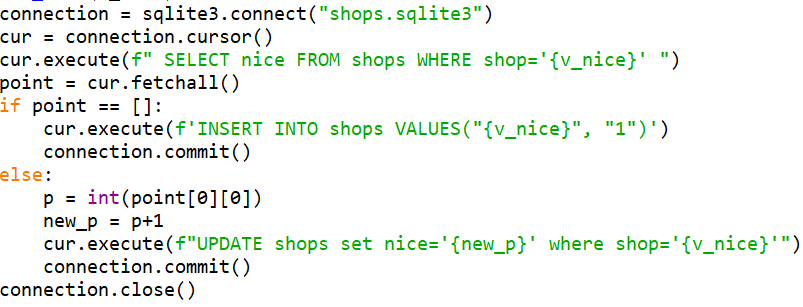 connection = sqlite3.connect("shops.sqlite3")
cur = connection.cursor()
cur.execute(f" SELECT nice FROM shops WHERE shop='{v_nice}' ")
point = cur.fetchall()
if point == []:
    cur.execute(f'INSERT INTO shops VALUES("{v_nice}", "1")')
    connection.commit()
else:
    p = int(point[0][0])
    new_p = p+1
    cur.execute(f"UPDATE shops set nice='{new_p}' where shop='{v_nice}'")
    connection.commit()
connection.close()